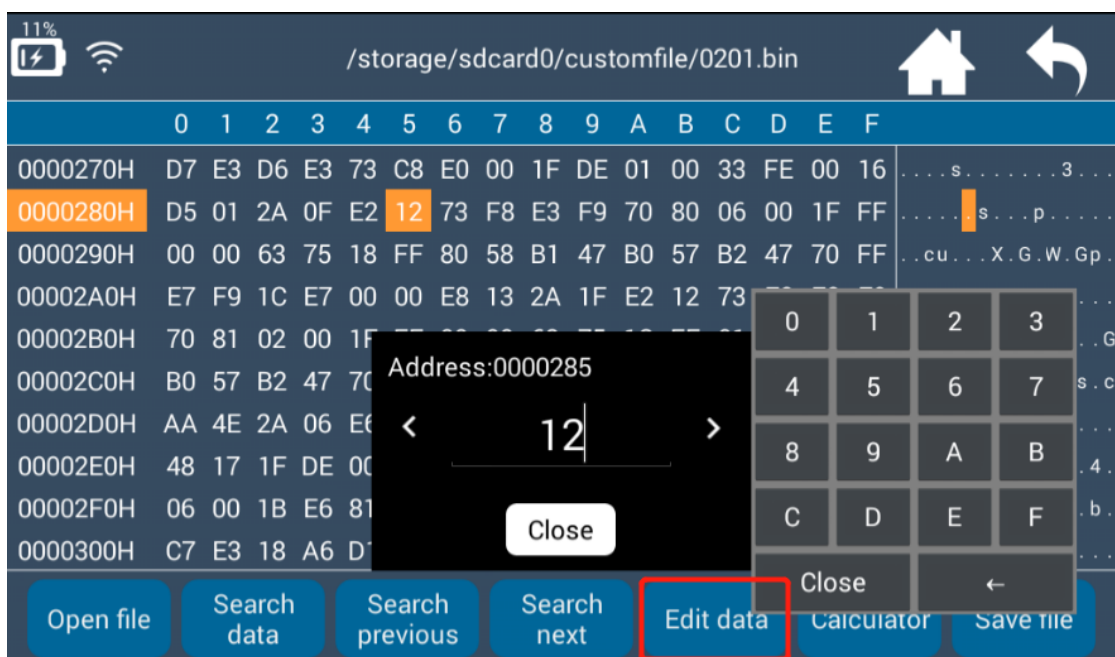 11%
/storage/sdcard0/customfile/0201.bin
0 1 2 3 4 5 6 7 8 9 A B C D E F
0000270H D7 E3 D6 E3 73 C8 E0 00 1F DE 01 00 33 FE 00 16 ....s.......3...
0000280H D5 01 2A 0F E2 12 73 F8 E3 F9 70 80 06 00 1F FF ......s...p.....
0000290H 00 00 63 75 18 FF 80 58 B1 47 B0 57 B2 47 70 FF ..cu...X.G.W.Gp.
00002A0H E7 F9 1C E7 00 00 E8 13 2A 1F E2 12 73 ...
00002B0H 70 81 02 00 ..G
00002C0H B0 57 B2 47 s.c
00002D0H AA 4E 2A 06 ...
00002E0H 48 17 1F DE .4.
00002F0H 06 00 1B E6 81 .b.
0000300H C7 E3 18 A6 ...
Address:0000285
< 12 >
Close
0 1 2 3
4 5 6 7
8 9 A B
C D E F
Close ←
Open file
Search data
Search previous
Search next
Edit data
Calculator
Save file